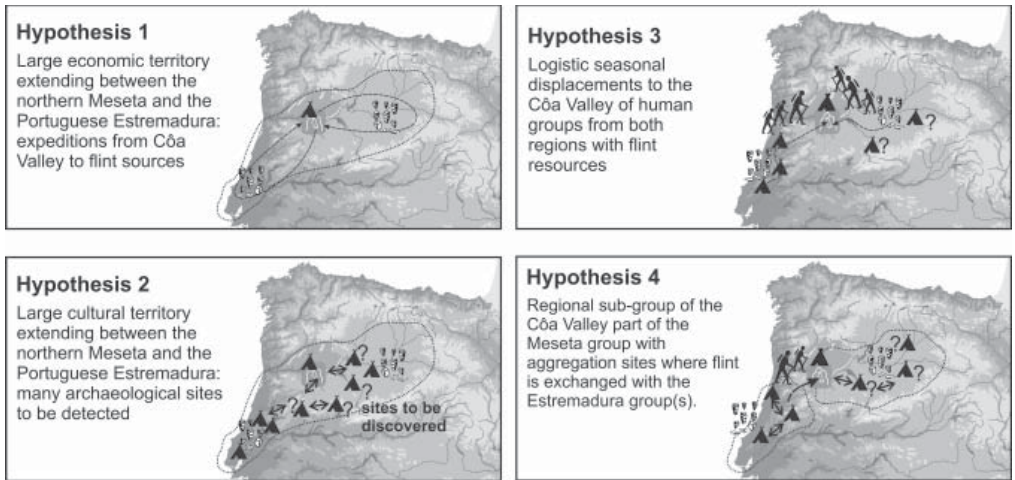 Hypothesis 1
Large economic territory
extending between the
northern Meseta and the
Portuguese Estremadura:
expeditions from Côa
Valley to flint sources
Hypothesis 2
Large cultural territory
extending between the
northern Meseta and the
Portuguese Estremadura:
many archaeological sites
to be detected
?
?
?
?
?
?
sites to be
discovered
Hypothesis 3
Logistic seasonal
displacements to the
Côa Valley of human
groups from both
regions with flint
resources
?
?
Hypothesis 4
Regional sub-group of the
Côa Valley part of the
Meseta group with
aggregation sites where flint
is exchanged with the
Estremadura group(s).
?
?
?